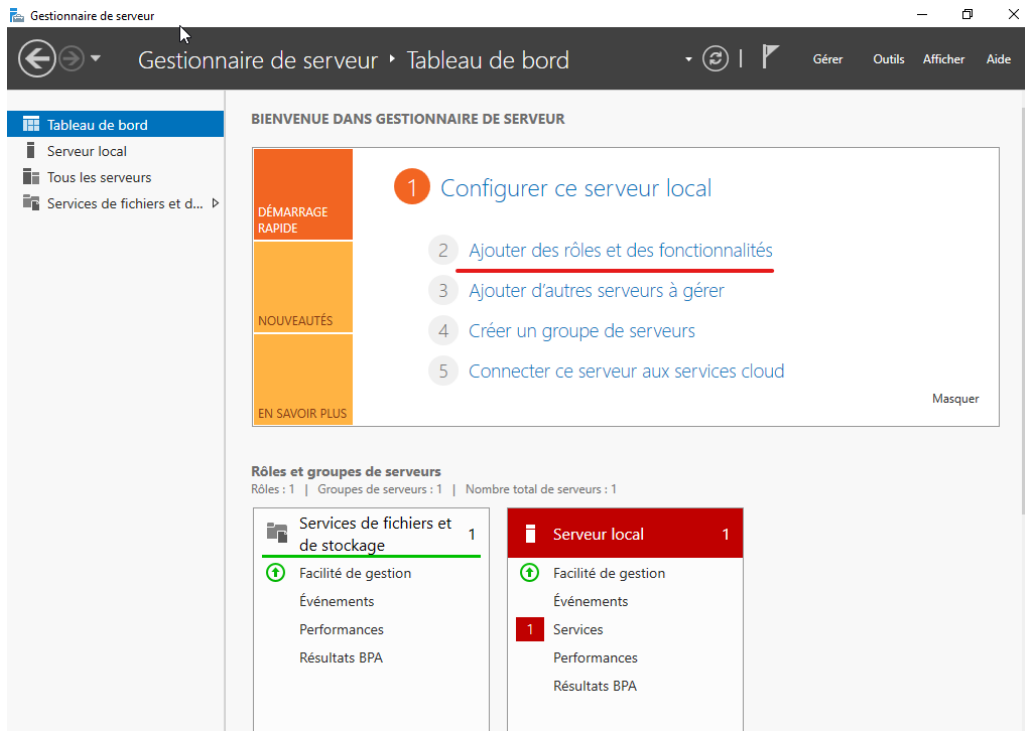 Gestionnaire de serveur
Gestionnaire de serveur • Tableau de bord
Gérer Outils Afficher Aide
Tableau de bord
Serveur local
Tous les serveurs
Services de fichiers et d...
BIENVENUE DANS GESTIONNAIRE DE SERVEUR
DÉMARRAGE
RAPIDE
NOUVEAUTÉS
EN SAVOIR PLUS
1 Configurer ce serveur local
2 Ajouter des rôles et des fonctionnalités
3 Ajouter d'autres serveurs à gérer
4 Créer un groupe de serveurs
5 Connecter ce serveur aux services cloud
Masquer
Rôles et groupes de serveurs
Rôles : 1 | Groupes de serveurs : 1 | Nombre total de serveurs : 1
Services de fichiers et
de stockage
1
Facilité de gestion
Événements
Performances
Résultats BPA
Serveur local 1
Facilité de gestion
Événements
1 Services
Performances
Résultats BPA